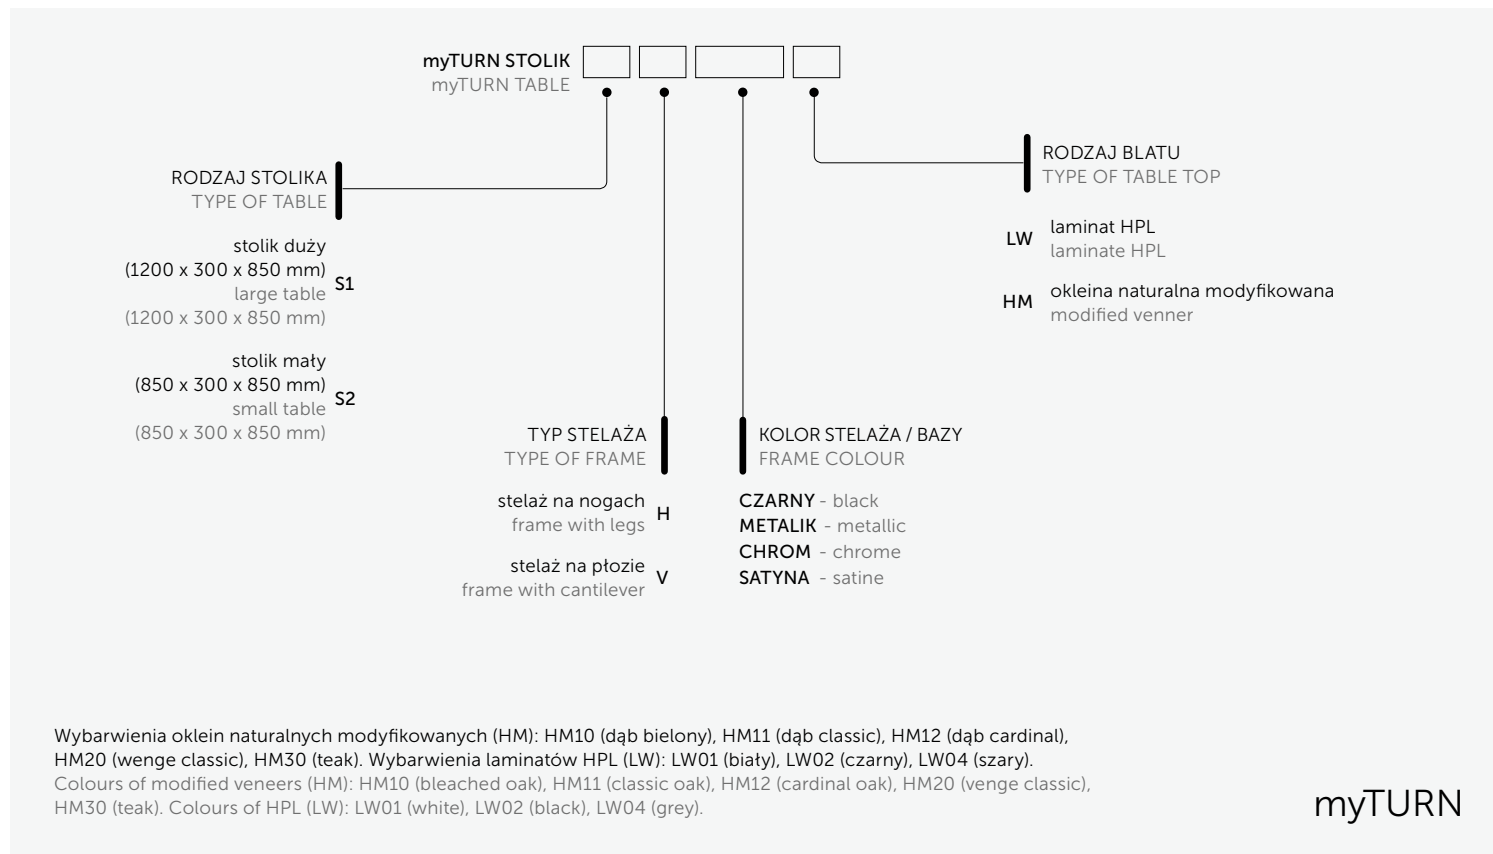 myTURN STOLIK
myTURN TABLE
RODZAJ STOLIKA
TYPE OF TABLE
stolik duży
(1200 x 300 x 850 mm)
large table
(1200 x 300 x 850 mm)
S1
stolik mały
(850 x 300 x 850 mm)
small table
(850 x 300 x 850 mm)
S2
TYP STELAŻA
TYPE OF FRAME
stelaż na nogach
frame with legs
H
stelaż na płozie
frame with cantilever
V
KOLOR STELAŻA / BAZY
FRAME COLOUR
CZARNY - black
METALIK - metallic
CHROM - chrome
SATYNA - satine
RODZAJ BLATU
TYPE OF TABLE TOP
LW
laminat HPL
laminate HPL
HM
okleina naturalna modyfikowana
modified venner
Wybarwienia oklein naturalnych modyfikowanych (HM): HM10 (dąb bielony), HM11 (dąb classic), HM12 (dąb cardinal),
HM20 (wenge classic), HM30 (teak). Wybarwienia laminatów HPL (LW): LW01 (biały), LW02 (czarny), LW04 (szary).
Colours of modified veneers (HM): HM10 (bleached oak), HM11 (classic oak), HM12 (cardinal oak), HM20 (venge classic),
HM30 (teak). Colours of HPL (LW): LW01 (white), LW02 (black), LW04 (grey).
myTURN